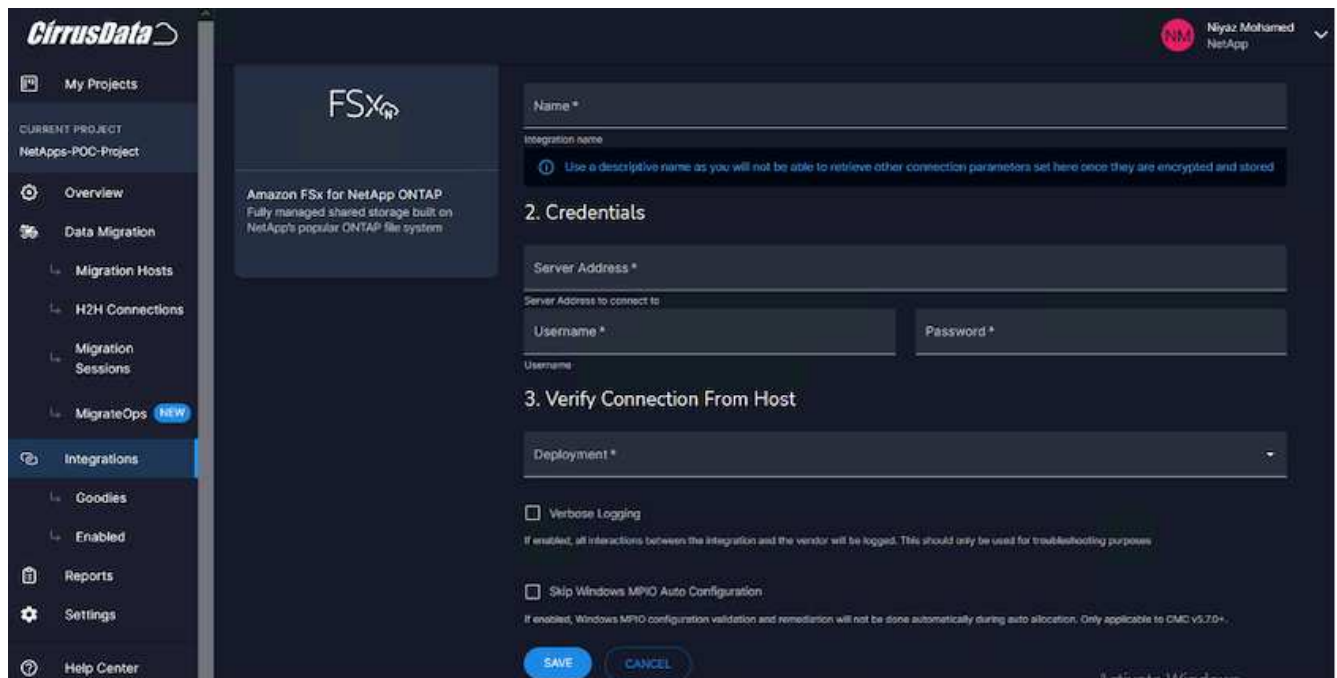 CirrusData
NM
Niyaz Mohamed
NetApp
My Projects
CURRENT PROJECT
NetApps-POC-Project
Overview
Data Migration
Migration Hosts
H2H Connections
Migration
Sessions
MigrateOps NEW
Integrations
Goodies
Enabled
Reports
Settings
Help Center
FSxN
Amazon FSx for NetApp ONTAP
Fully managed shared storage built on
NetApp's popular ONTAP file system
Name *
Integration name
Use a descriptive name as you will not be able to retrieve other connection parameters set here once they are encrypted and stored
2. Credentials
Server Address *
Server Address to connect to
Username * Password *
Username
3. Verify Connection From Host
Deployment *
Verbose Logging
If enabled, all interactions between the integration and the vendor will be logged. This should only be used for troubleshooting purposes
Skip Windows MPIO Auto Configuration
If enabled, Windows MPIO configuration validation and remediation will not be done automatically during auto allocation. Only applicable to CMC v5.7.0+.
SAVE CANCEL